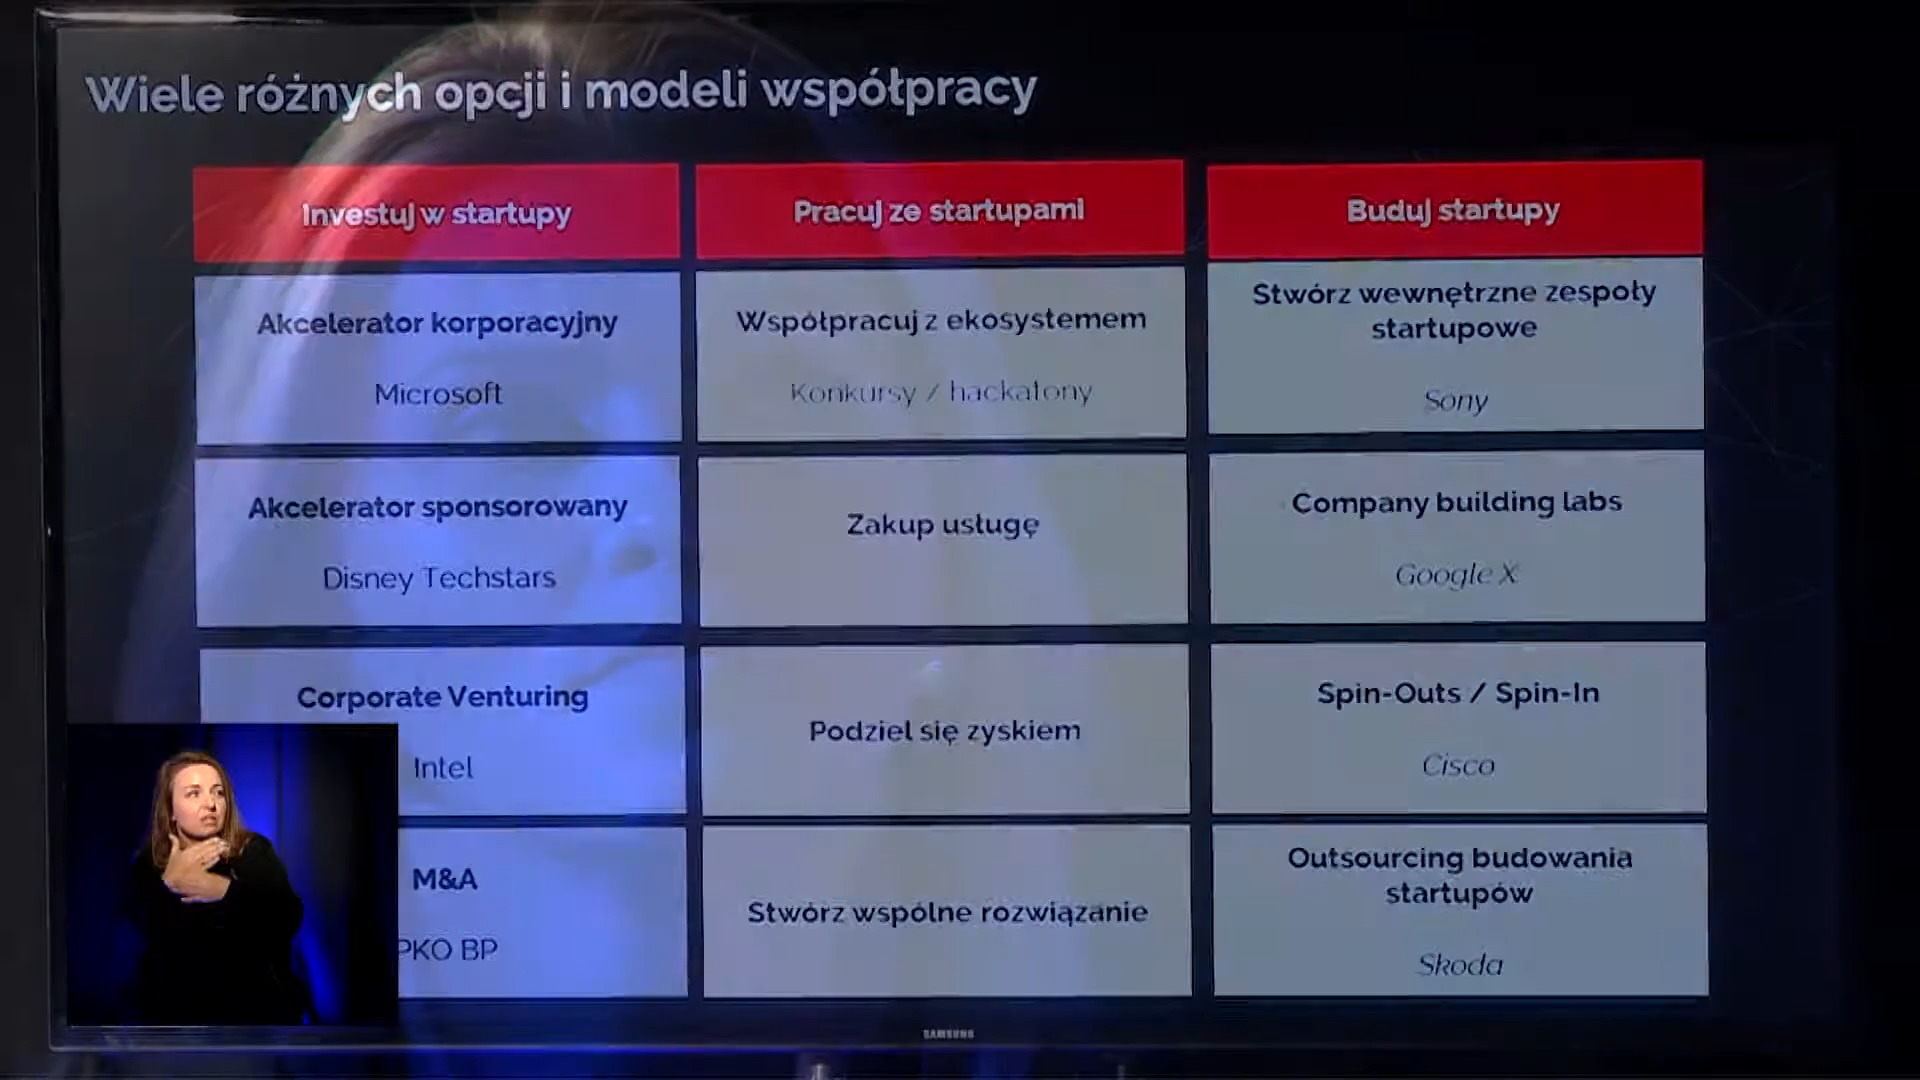 Wiele różnych opcji i modeli współpracy
Investuj w startupy
Akcelerator korporacyjny
Microsoft
Akcelerator sponsorowany
Disney Techstars
Corporate Venturing
Intel
M&A
PKO BP
Pracuj ze startupami
Współpracuj z ekosystemem
Konkursy / hackatony
Zakup usługę
Podziel się zyskiem
Stwórz wspólne rozwiązanie
Buduj startupy
Stwórz wewnętrzne zespoły
startupowe
Sony
Company building labs
Google X
Spin-Outs / Spin-In
Cisco
Outsourcing budowania
startupów
Skoda
SAMSUNG